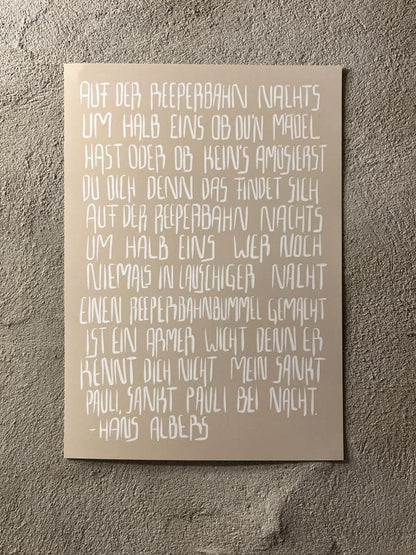 AUF DER REEPERBAHN NACHTS
UM HALB EINS OB DU'N MÄDEL
HAST ODER OB KEIN'S AMÜSIERST
DU DICH DENN DAS FINDET SICH
AUF DER REEPERBAHN NACHTS
UM HALB EINS WER NOCH
NIEMALS IN LAUSCHIGER NACHT
EINEN REEPERBAHNBUMMEL GEMACHT
IST EIN ARMER WICHT DENN ER
KENNT DICH NICHT MEIN SANKT
PAULI, SANKT PAULI BEI NACHT.
-HANS ALBERS